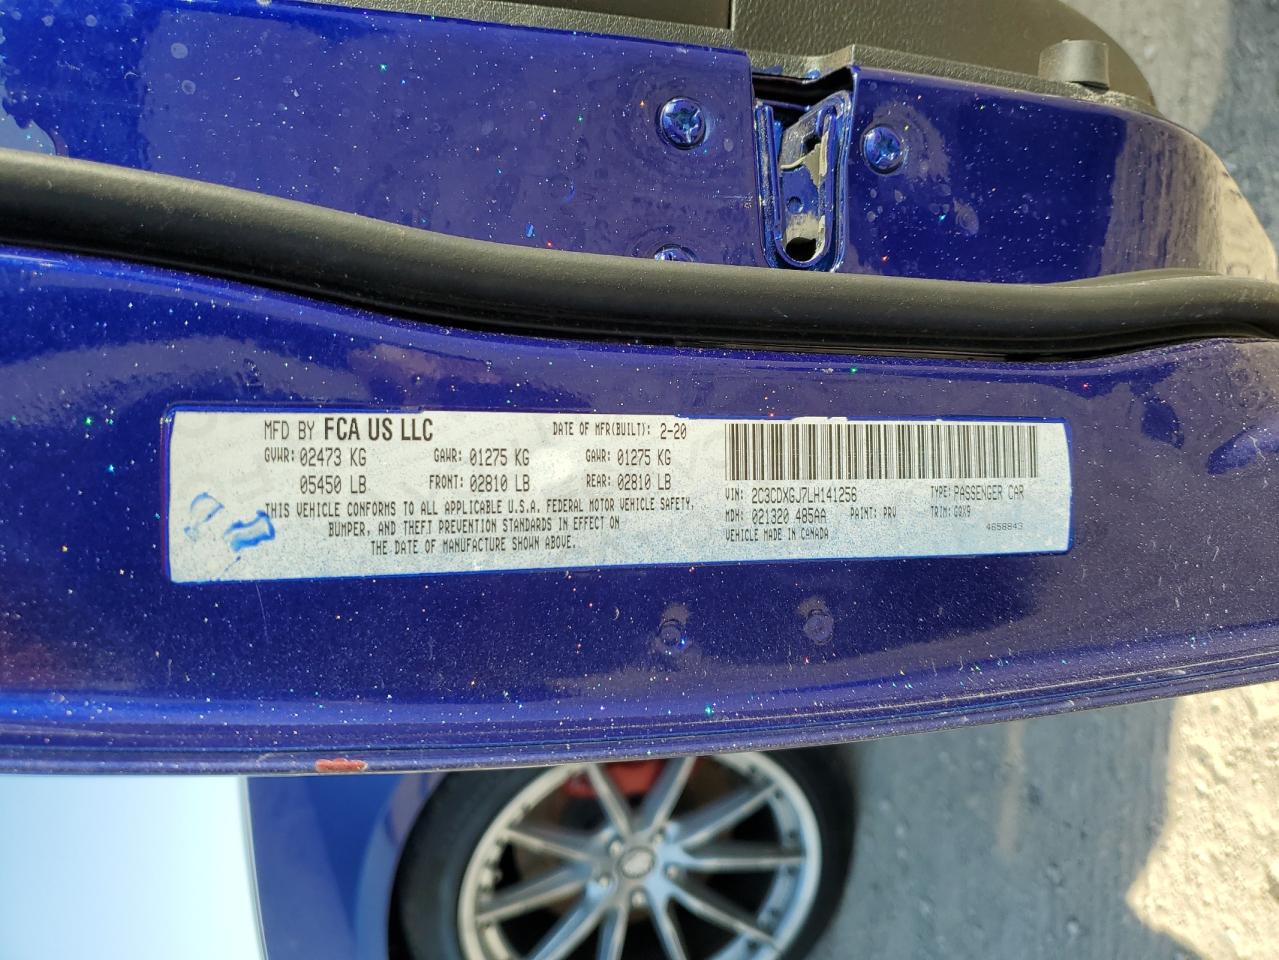 MFD BY FCA US LLC DATE OF MFR(BUILT): 2-20
GVWR: 02473 KG GAWR: 01275 KG GAWR: 01275 KG
05450 LB FRONT: 02810 LB REAR: 02810 LB
THIS VEHICLE CONFORMS TO ALL APPLICABLE U.S.A. FEDERAL MOTOR VEHICLE SAFETY,
BUMPER, AND THEFT PREVENTION STANDARDS IN EFFECT ON
THE DATE OF MANUFACTURE SHOWN ABOVE.
VIN: 2C3CDXGJ7LH141256 TYPE: PASSENGER CAR
MDH: 021320 485AA PAINT: PRV TRIM: GQX9
VEHICLE MADE IN CANADA 4658843